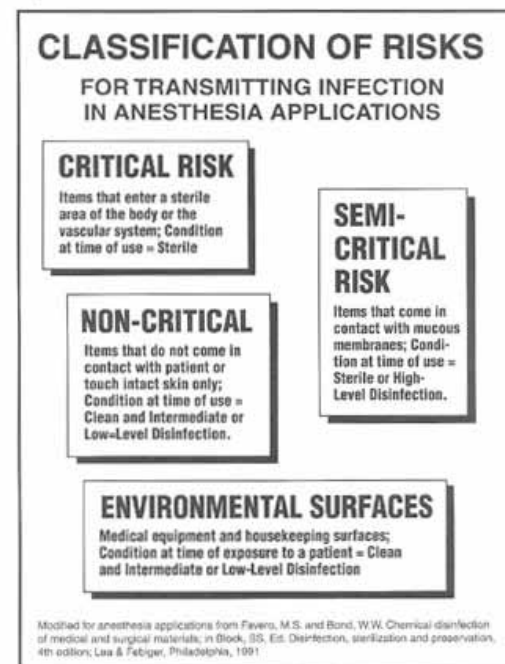 CLASSIFICATION OF RISKS
FOR TRANSMITTING INFECTION
IN ANESTHESIA APPLICATIONS
CRITICAL RISK
Items that enter a sterile
area of the body or the
vascular system; Condition
at time of use = Sterile
SEMI-
CRITICAL
RISK
Items that come in
contact with mucous
membranes; Condi-
tion at time of use =
Sterile or High-
Level Disinfection.
NON-CRITICAL
Items that do not come in
contact with patient or
touch intact skin only;
Condition at time of use =
Clean and Intermediate or
Low=Level Disinfection.
ENVIRONMENTAL SURFACES
Medical equipment and housekeeping surfaces;
Condition at time of exposure to a patient = Clean
and Intermediate or Low-Level Disinfection
Modified for anesthesia applications from Favero, M.S. and Bond, W.W. Chemical disinfection
of medical and surgical materials; in Block, SS, Ed. Disinfection, sterilization and preservation,
4th edition; Lea & Febiger, Philadelphia, 1991